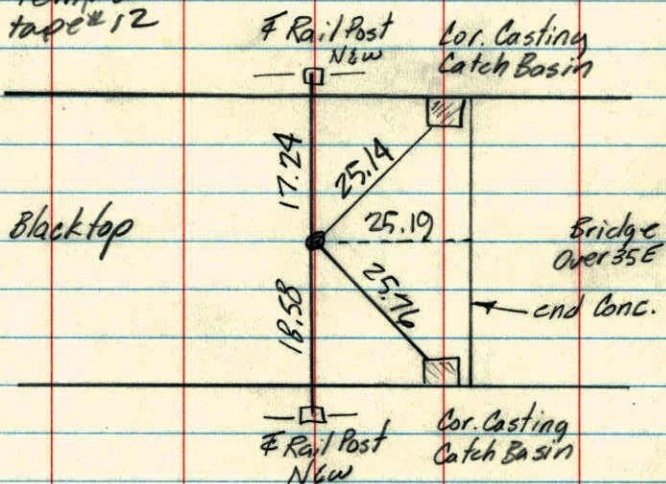 tape #12
₠ Rail Post
New
Cor. Casting
Catch Basin
17.24
25.14
Blacktop
25.19
Bridge
Over 35E
18.58
25.76
end Conc.
Rail Post
New
Cor. Casting
Catch Basin